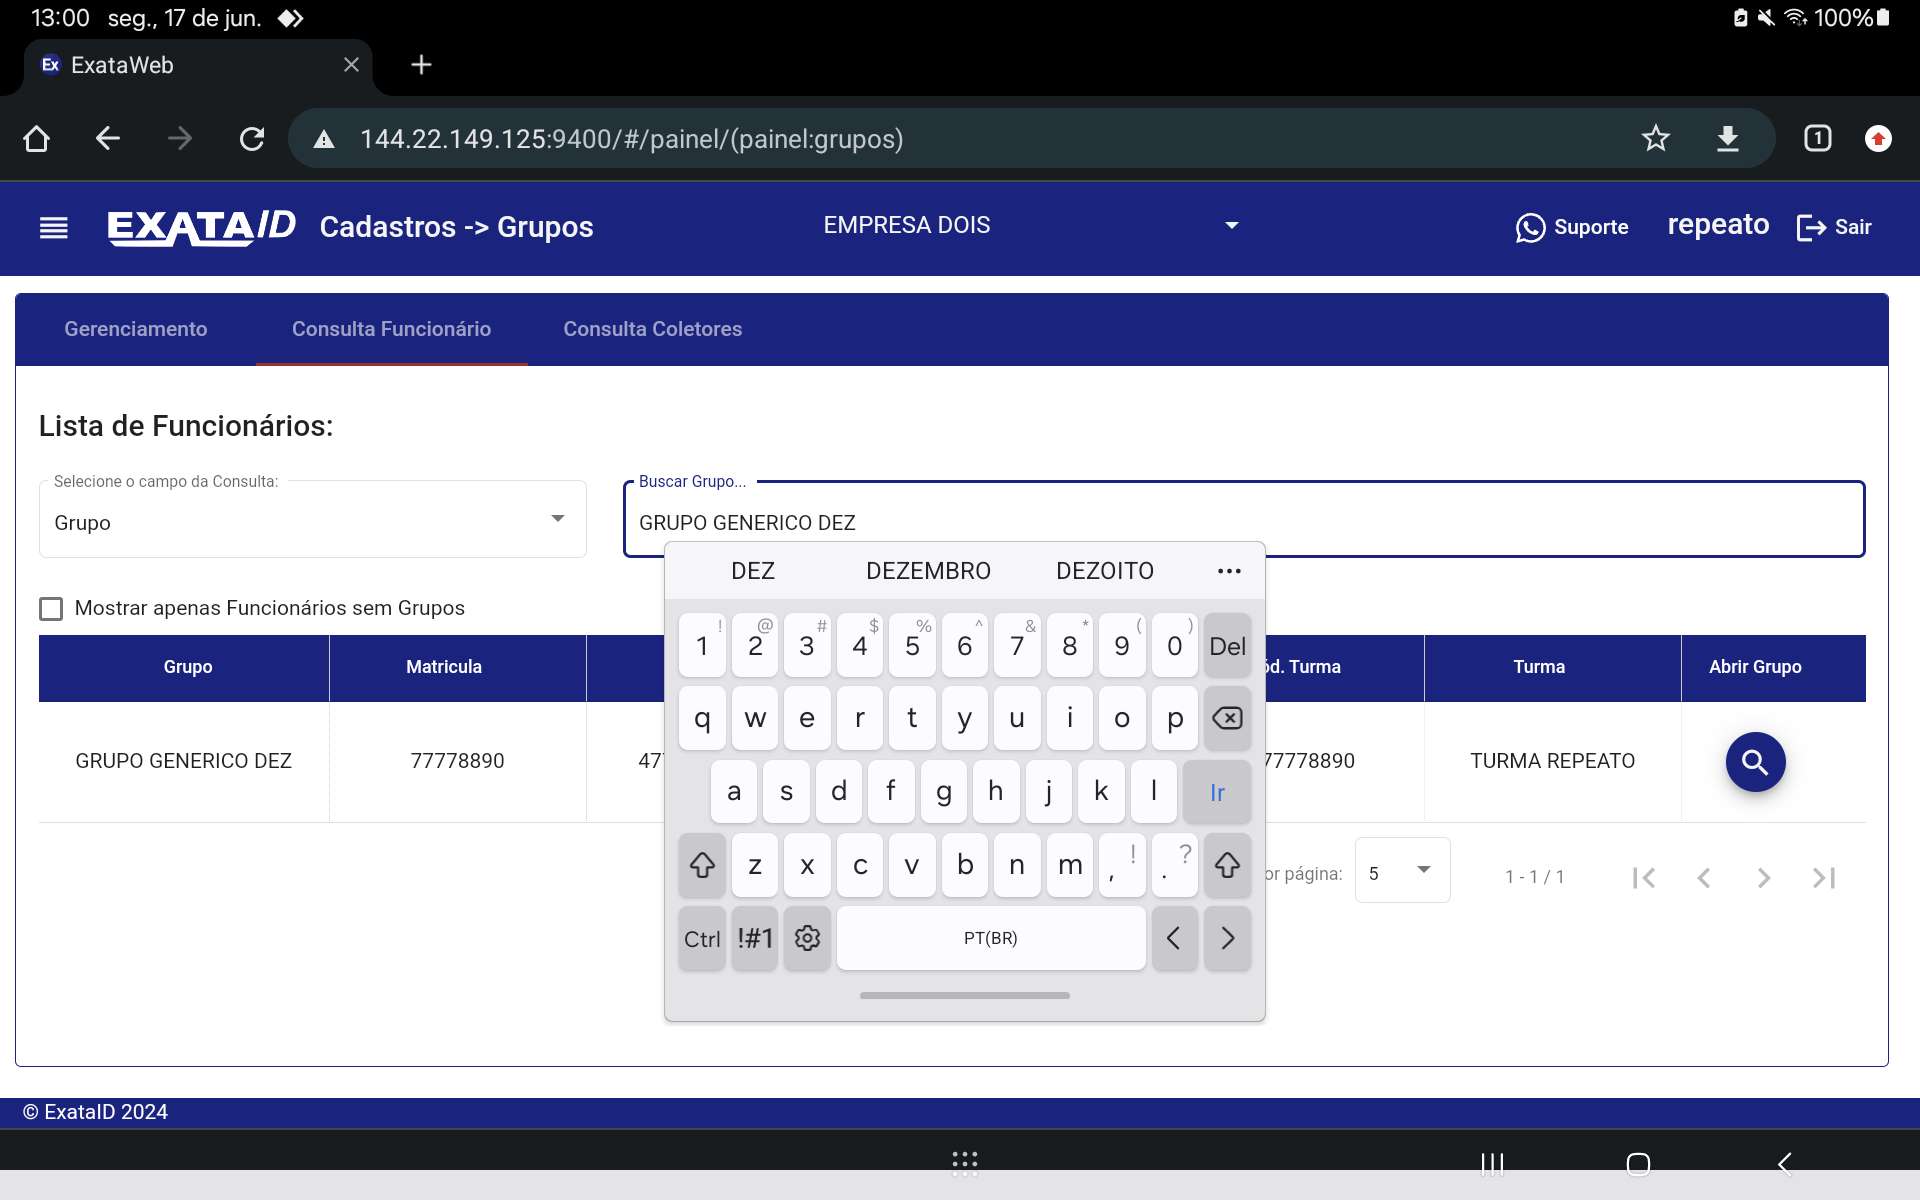 13:00 seg., 17 de jun. 100%
Ex ExataWeb
144.22.149.125:9400/#/painel/(painel:grupos) 1
EXATAID Cadastros -> Grupos EMPRESA DOIS Suporte repeato Sair
Gerenciamento Consulta Funcionário Consulta Coletores
Lista de Funcionários:
Selecione o campo da Consulta: Buscar Grupo...
Grupo GRUPO GENERICO DEZ
DEZ DEZEMBRO DEZOITO ...
Mostrar apenas Funcionários sem Grupos
! @ # $ % ^ & * ( )
1 2 3 4 5 6 7 8 9 0 Del
Grupo Matricula Turma Turma Abrir Grupo
q w e r t y u i o p
GRUPO GENERICO DEZ 77778890 47 77778890 TURMA REPEATO
a s d f g h j k l Ir
z x c v b n m , ! . ?
página: 5 1 - 1 / 1
Ctrl !#1 PT(BR) < >
© ExataID 2024